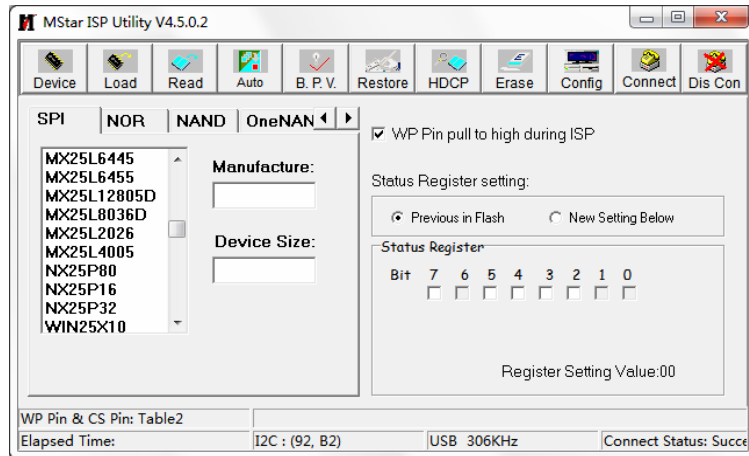 MStar ISP Utility V4.5.0.2
Device Load Read Auto B. P. V. Restore HDCP Erase Config Connect Dis Con
SPI NOR NAND OneNAN
WP Pin pull to high during ISP
MX25L6445
MX25L6455
MX25L12805D
MX25L8036D
MX25L2026
MX25L4005
NX25P80
NX25P16
NX25P32
WIN25X10
Manufacture:
Device Size:
Status Register setting:
Previous in Flash New Setting Below
Status Register
Bit 7 6 5 4 3 2 1 0
Register Setting Value:00
WP Pin & CS Pin: Table2
Elapsed Time: I2C : (92, B2) USB 306KHz Connect Status: Succe